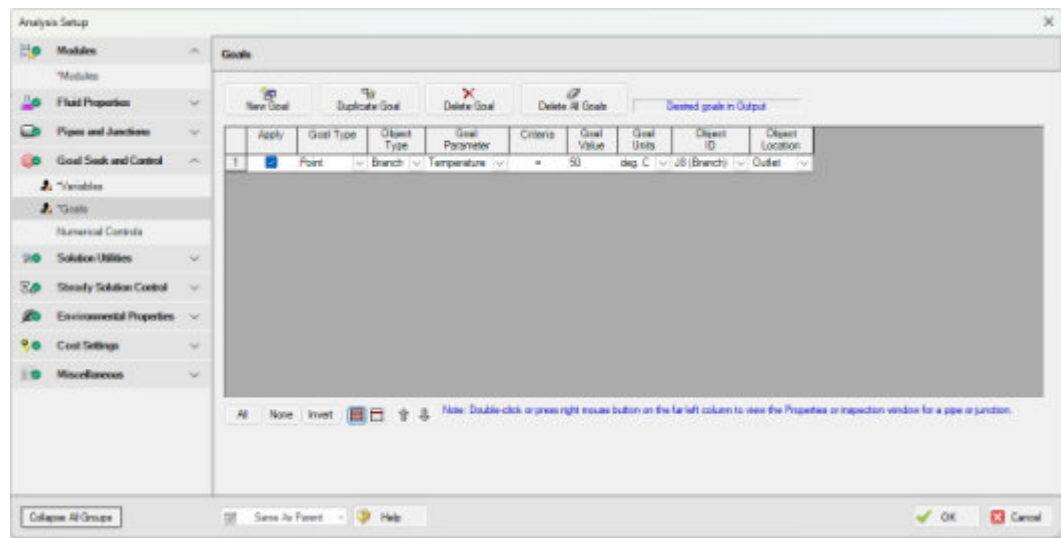 Analysis Setup
Modules
*Modules
Fluid Properties
Pipes and Junctions
Goal Seek and Control
*Variables
*Goals
Numerical Controls
Solution Utilities
Steady Solution Control
Environmental Properties
Cost Settings
Miscellaneous
Goals
New Goal Duplicate Goal Delete Goal Delete All Goals Desired goals in Output
Apply Goal Type Object Type Goal Parameter Criteria Goal Value Goal Units Object ID Object Location
1 Point Branch Temperature = 50 deg. C J8 (Branch) Outlet
All None Invert Note: Double-click or press right mouse button on the far left column to view the Properties or inspection window for a pipe or junction.
Collapse All Groups Same As Parent Help OK Cancel